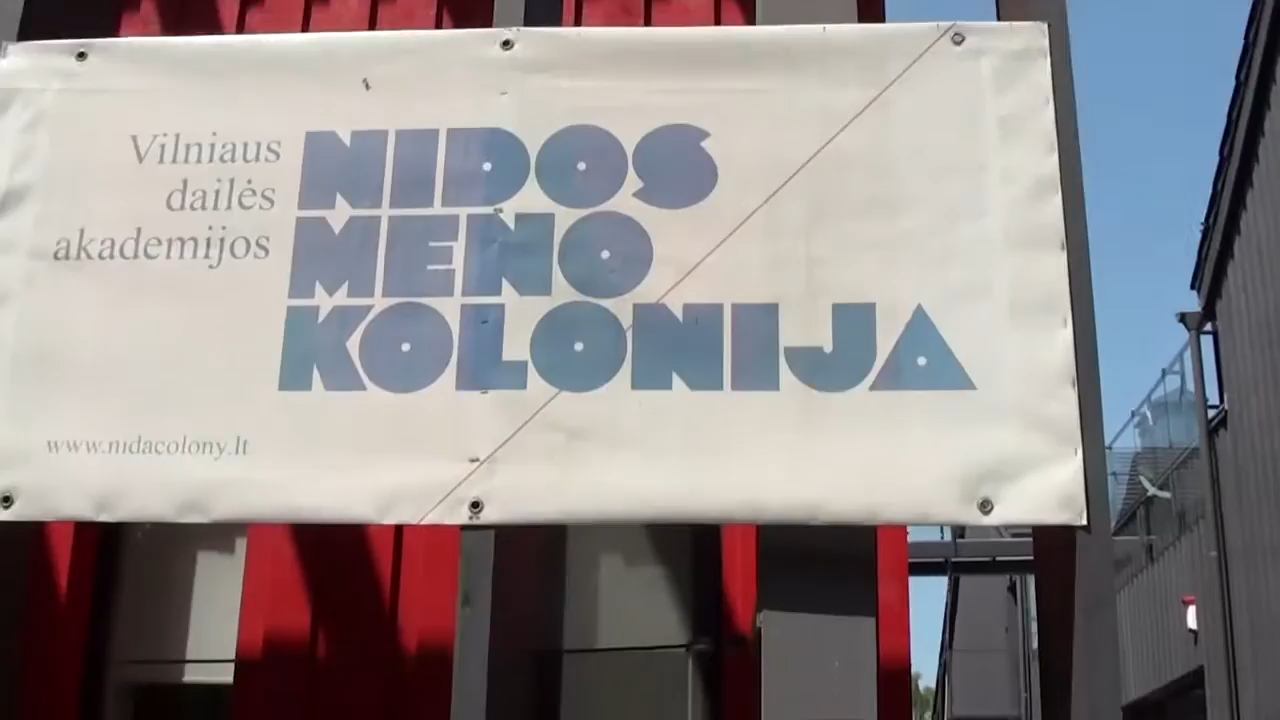 Vilniaus
dailės
akademijos
NIDOS
MENO
KOLONIJA
www.nidacolony.lt